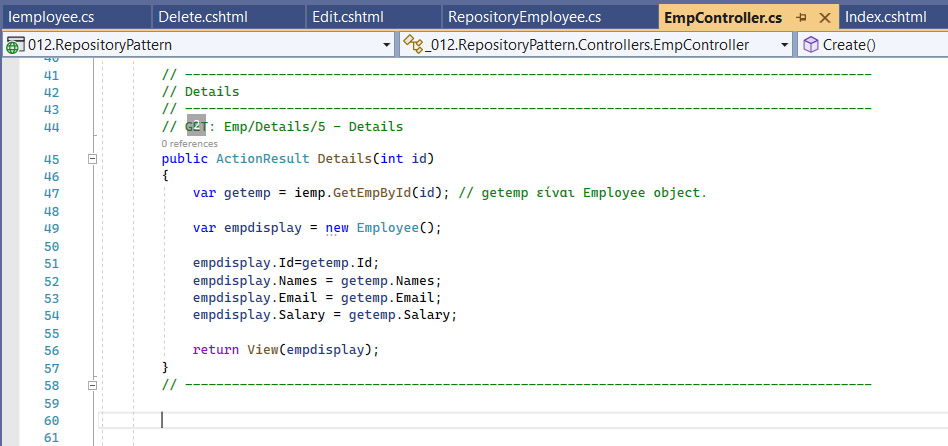 Iemployee.cs Delete.cshtml Edit.cshtml RepositoryEmployee.cs EmpController.cs Index.cshtml
012.RepositoryPattern _012.RepositoryPattern.Controllers.EmpController Create()
40
41 // ----------------------------------------------------------------------------------------
42 // Details
43 // ----------------------------------------------------------------------------------------
44 // GET: Emp/Details/5 - Details
0 references
45 public ActionResult Details(int id)
46 {
47 var getemp = iemp.GetEmpById(id); // getemp είναι Employee object.
48
49 var empdisplay = new Employee();
50
51 empdisplay.Id=getemp.Id;
52 empdisplay.Names = getemp.Names;
53 empdisplay.Email = getemp.Email;
54 empdisplay.Salary = getemp.Salary;
55
56 return View(empdisplay);
57 }
58 // ----------------------------------------------------------------------------------------
59
60
61